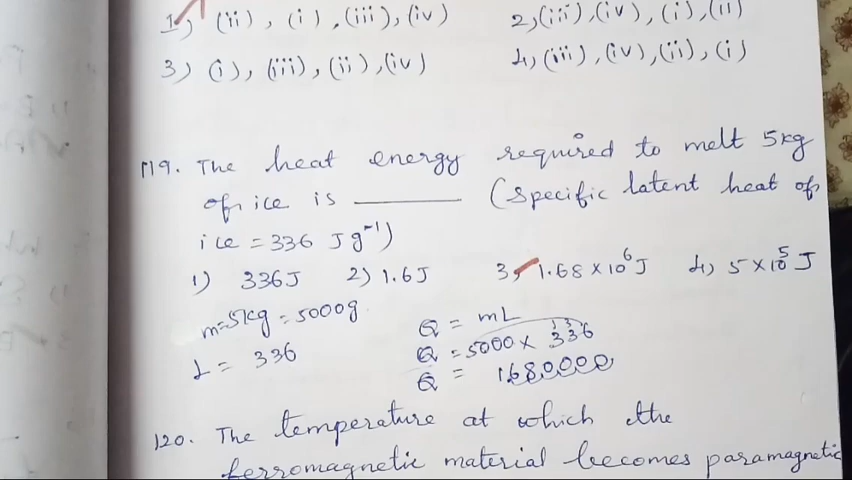 1) (ii), (i), (iii), (iv) 2) (iii), (iv), (i), (ii)
3) (i), (iii), (ii), (iv) 4) (iii), (iv), (ii), (i)
119. The heat energy required to melt 5kg
of ice is ______ (specific latent heat of
ice = 336 Jg⁻¹)
1) 336J 2) 1.6J 3) 1.68 × 10⁶ J 4) 5 × 10⁵ J
m = 5kg = 5000g Q = mL
L = 336 Q = 5000 × 336
Q = 1680000
120. The temperature at which the
ferromagnetic material becomes paramagnetic